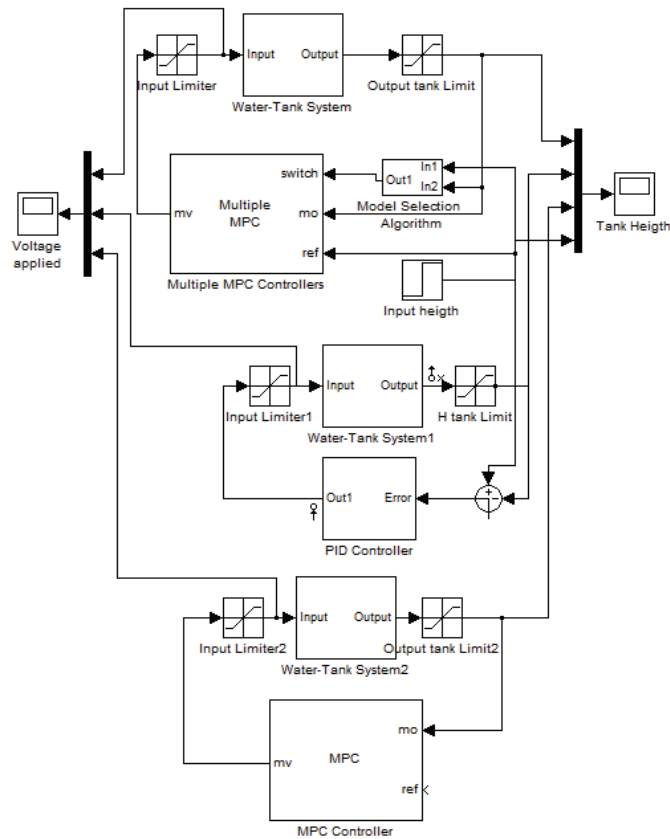 Input
Output
Input Limiter
Water-Tank System
Output tank Limit
switch
Multiple
MPC
mv
mo
ref
Multiple MPC Controllers
Out1
In1
In2
Model Selection
Algorithm
Voltage
applied
Tank Heigth
Input heigth
Input
Output
Input Limiter1
Water-Tank System1
H tank Limit
Out1
Error
PID Controller
Input
Output
Input Limiter2
Water-Tank System2
Output tank Limit2
mo
MPC
mv
ref
MPC Controller